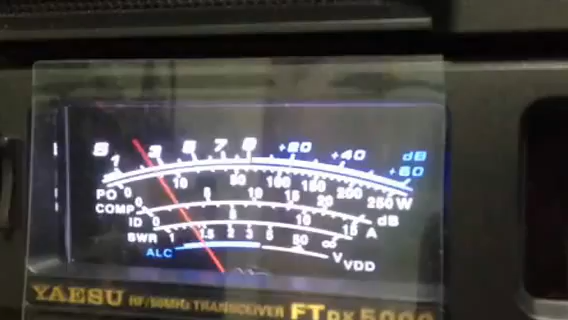 S 1 3 5 7 9 +20 +40 +60 dB
PO 0 10 50 100 150 200 250 W
COMP 0 5 10 15 20 dB
ID 0 5 10 15 A
SWR 1 1.5 2 3 5 ∞
ALC 50 V VDD
YAESU HF/50MHz TRANSCEIVER FTDX5000